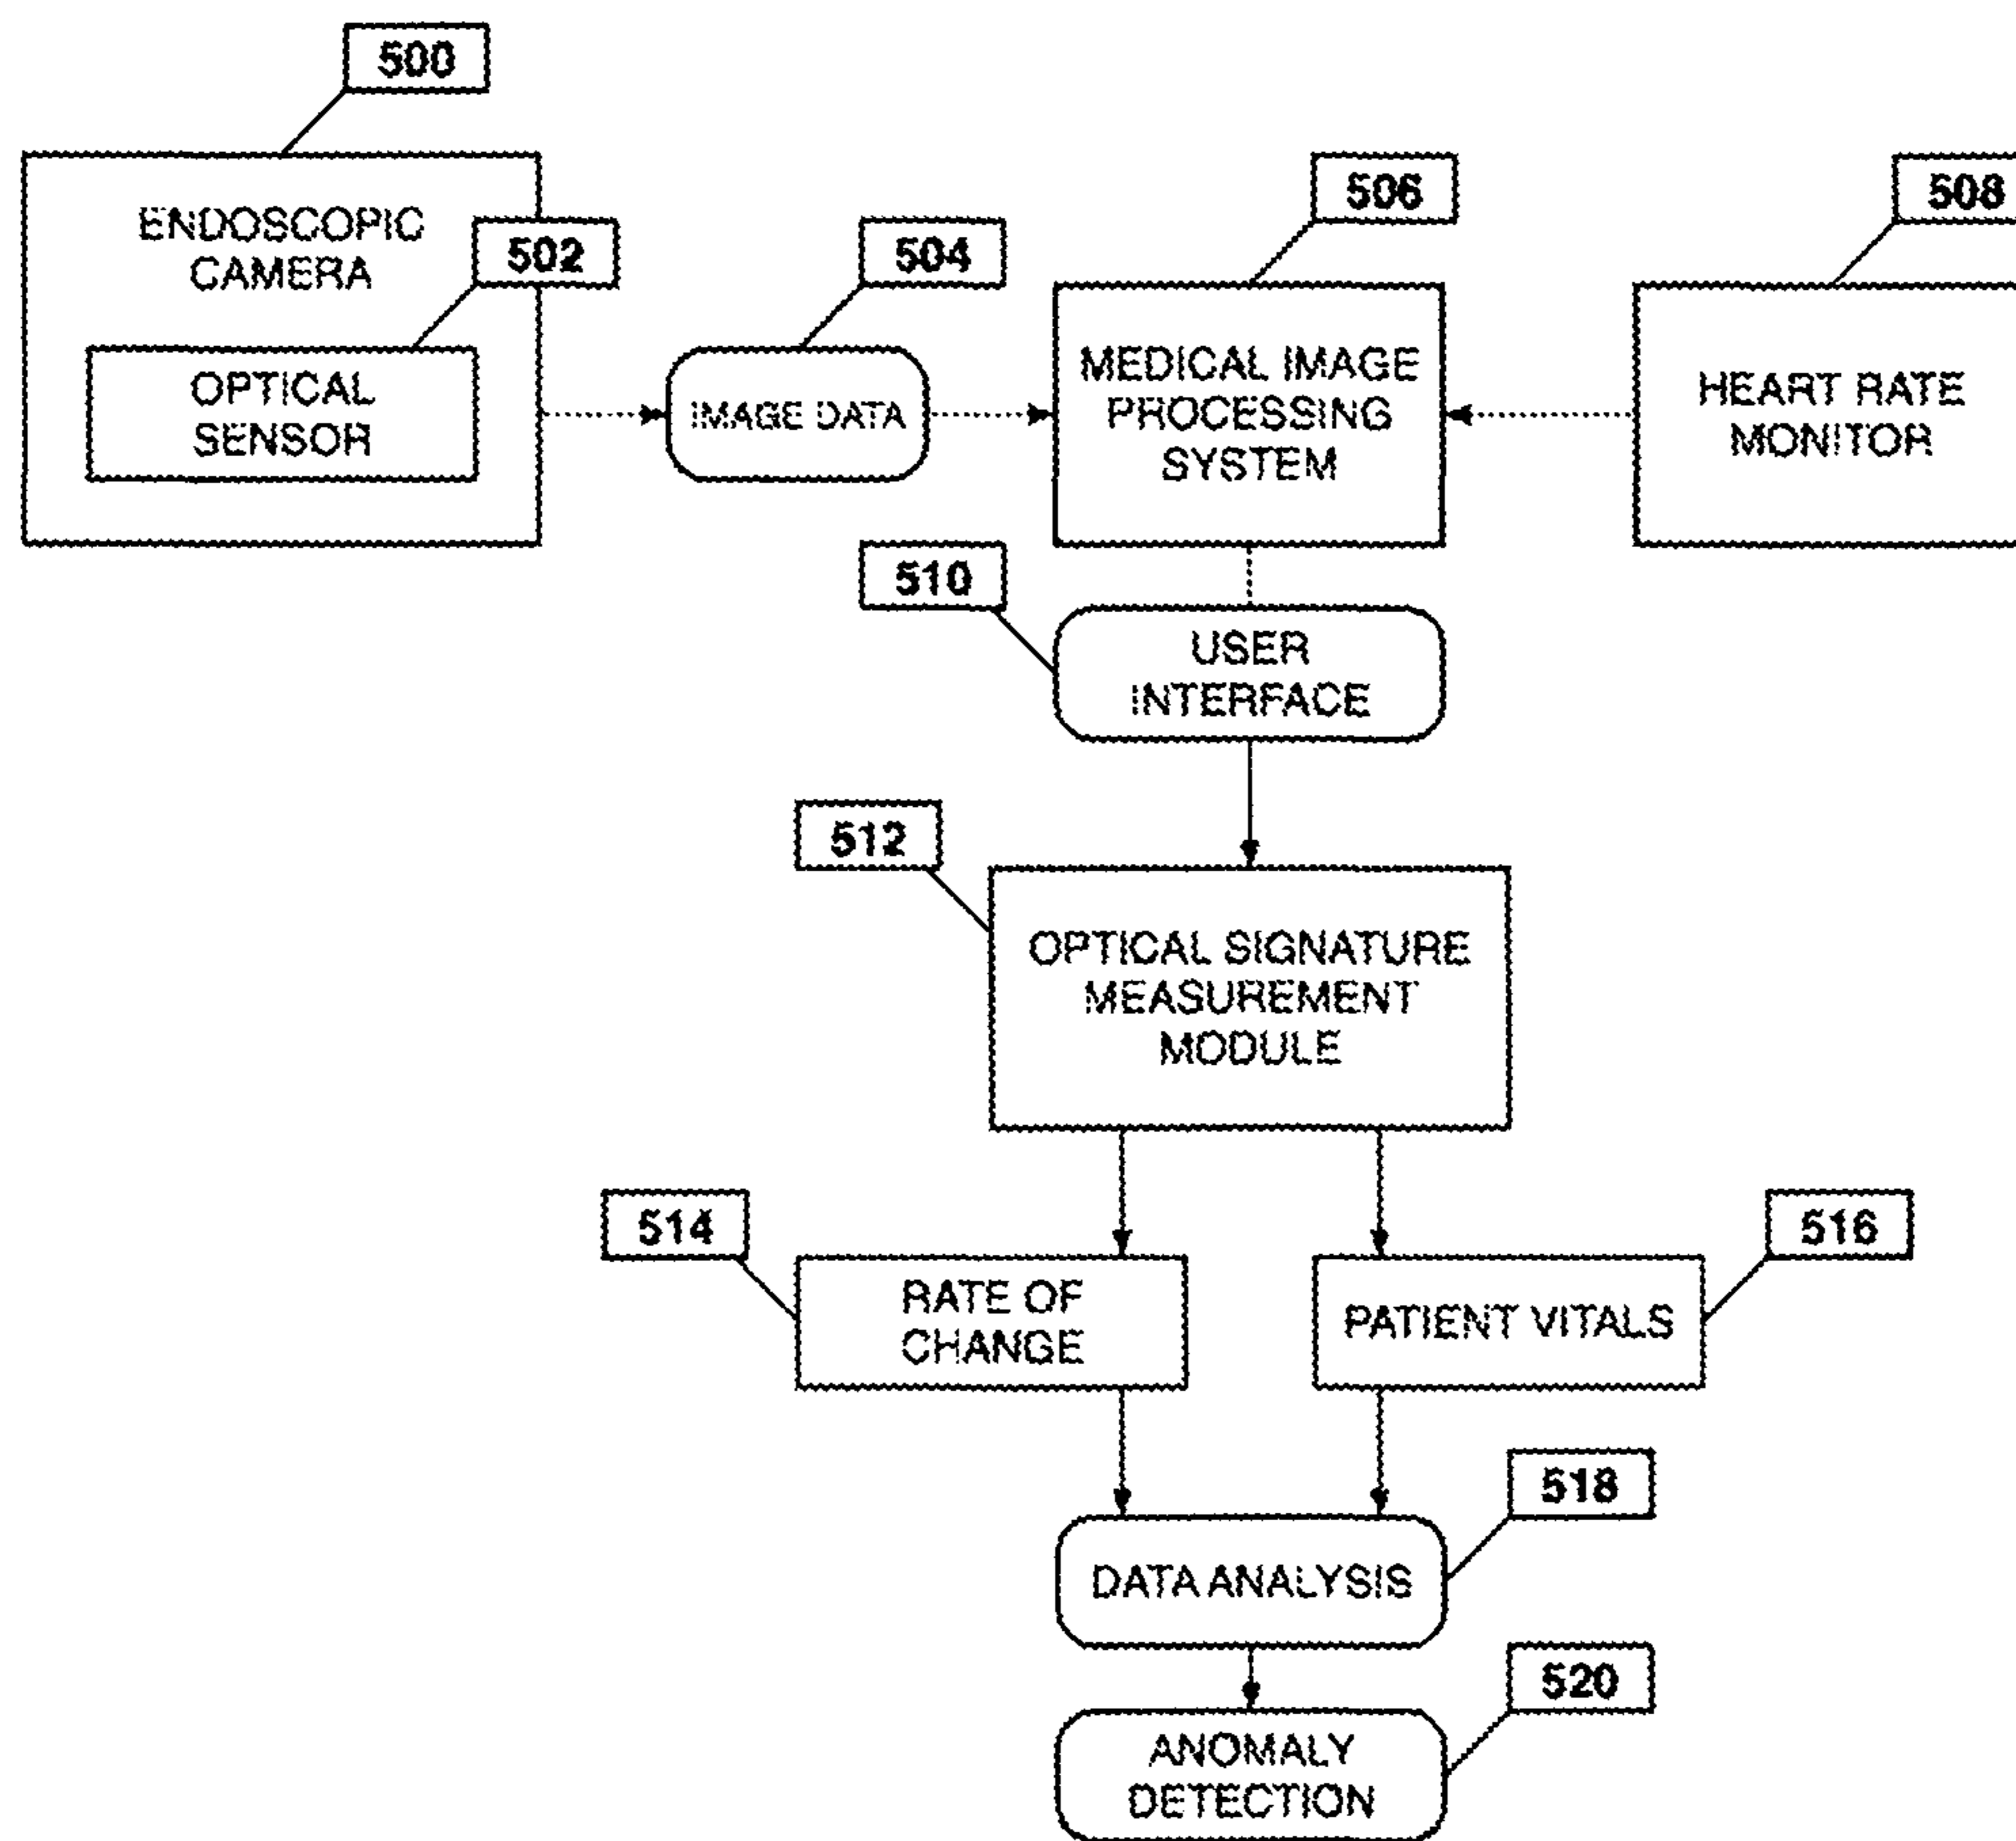 500
ENDOSCOPIC
CAMERA
502
OPTICAL
SENSOR
504
IMAGE DATA
506
MEDICAL IMAGE
PROCESSING
SYSTEM
508
HEART RATE
MONITOR
510
USER
INTERFACE
512
OPTICAL SIGNATURE
MEASUREMENT
MODULE
514
RATE OF
CHANGE
516
PATIENT VITALS
518
DATA ANALYSIS
520
ANOMALY
DETECTION